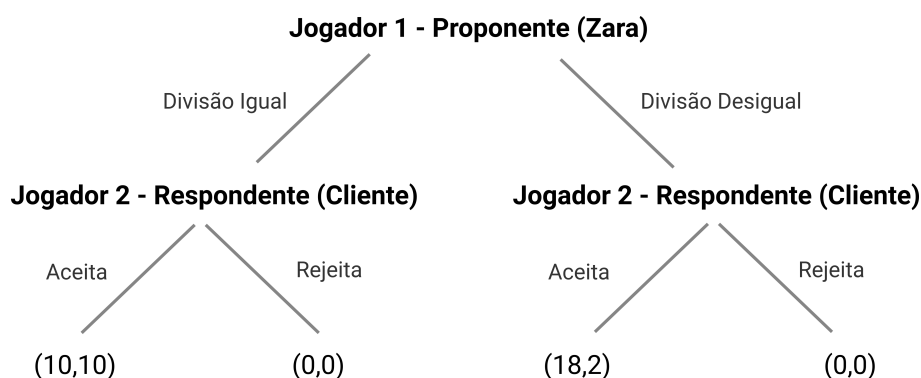 Jogador 1 - Proponente (Zara)
Divisão Igual
Divisão Desigual
Jogador 2 - Respondente (Cliente)
Jogador 2 - Respondente (Cliente)
Aceita
Rejeita
Aceita
Rejeita
(10,10)
(0,0)
(18,2)
(0,0)